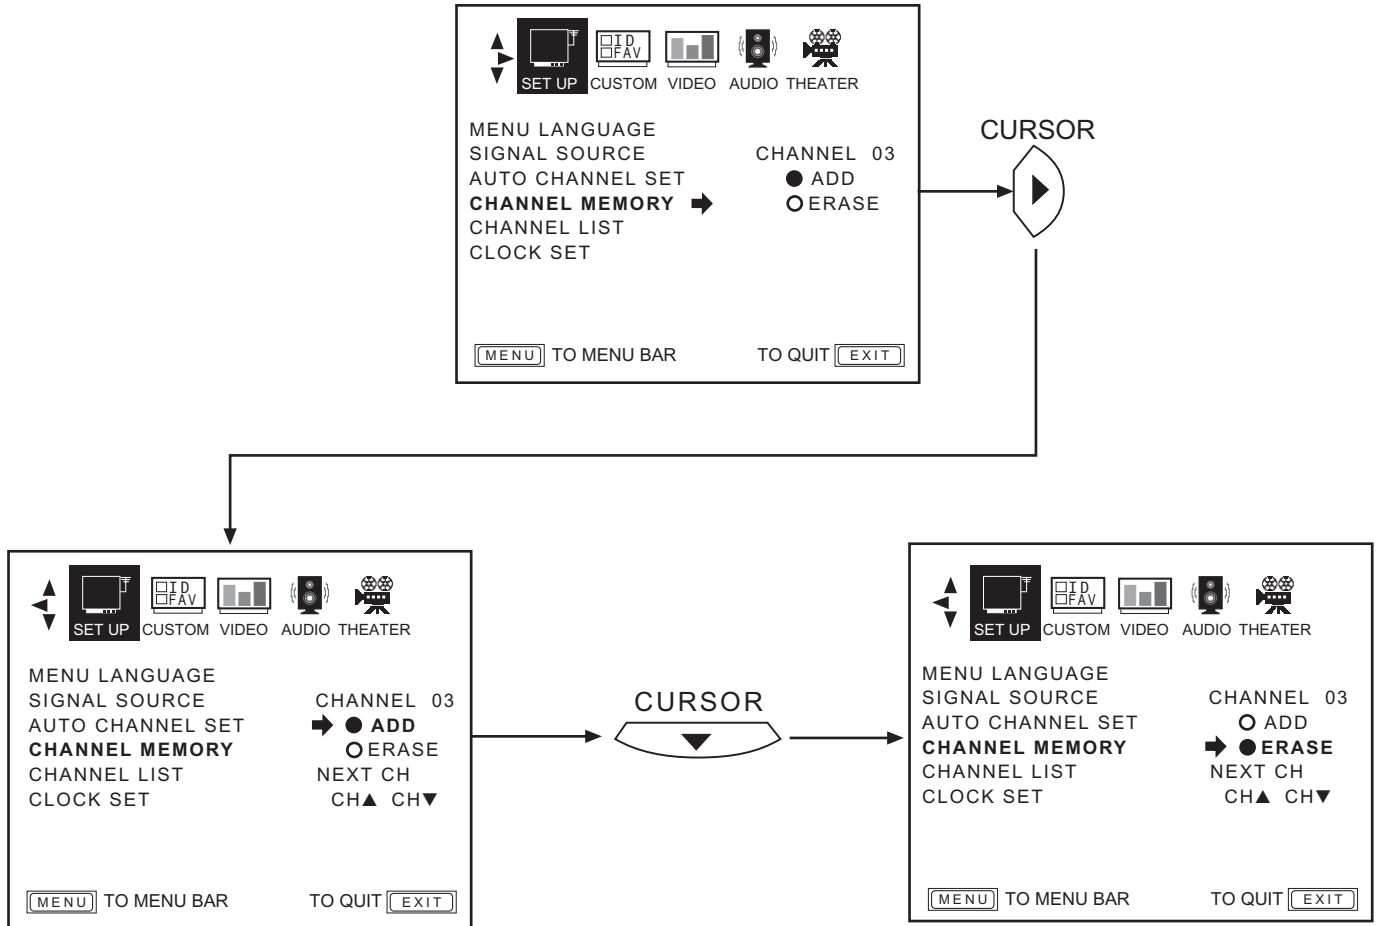 ID
FAV
SET UP CUSTOM VIDEO AUDIO THEATER
MENU LANGUAGE
SIGNAL SOURCE CHANNEL 03
AUTO CHANNEL SET ● ADD
CHANNEL MEMORY ➡ O ERASE
CHANNEL LIST
CLOCK SET
MENU TO MENU BAR TO QUIT EXIT
CURSOR
ID
FAV
SET UP CUSTOM VIDEO AUDIO THEATER
MENU LANGUAGE
SIGNAL SOURCE CHANNEL 03
AUTO CHANNEL SET ➡ ● ADD
CHANNEL MEMORY O ERASE
CHANNEL LIST NEXT CH
CLOCK SET CH▲ CH▼
MENU TO MENU BAR TO QUIT EXIT
CURSOR
ID
FAV
SET UP CUSTOM VIDEO AUDIO THEATER
MENU LANGUAGE
SIGNAL SOURCE CHANNEL 03
AUTO CHANNEL SET O ADD
CHANNEL MEMORY ➡ ● ERASE
CHANNEL LIST NEXT CH
CLOCK SET CH▲ CH▼
MENU TO MENU BAR TO QUIT EXIT